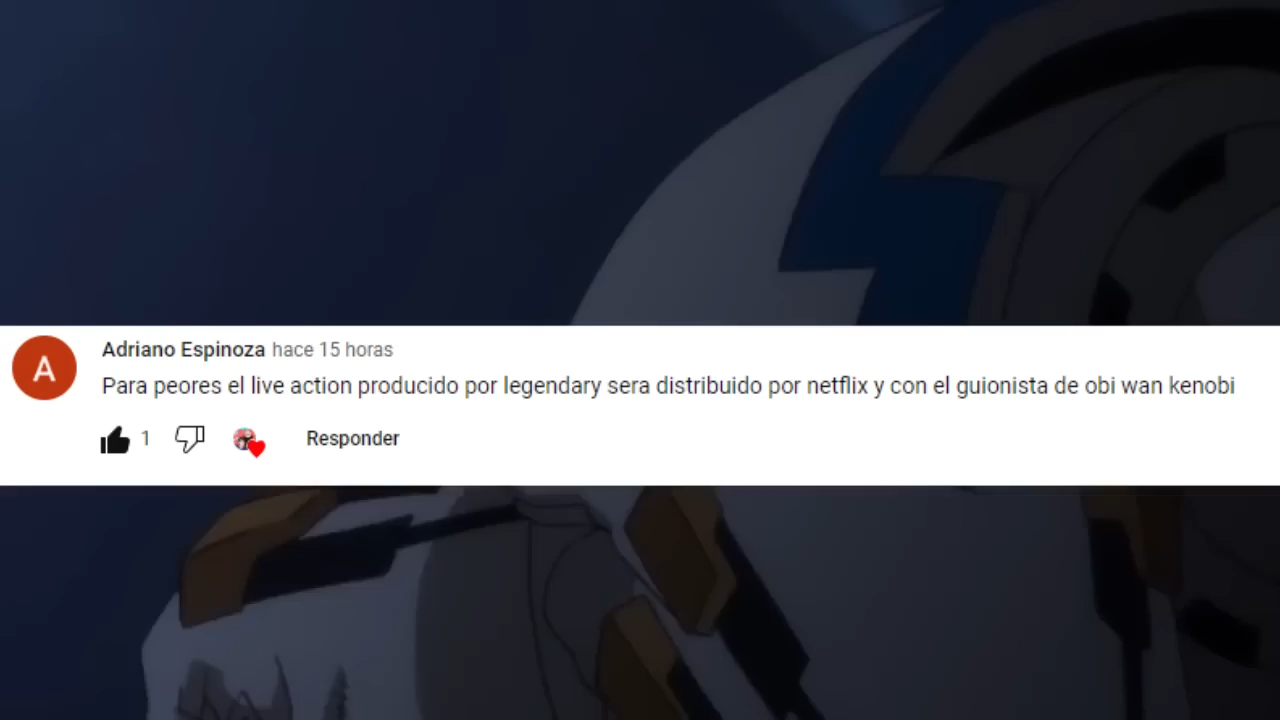 Adriano Espinoza hace 15 horas
A
Para peores el live action producido por legendary sera distribuido por netflix y con el guionista de obi wan kenobi
1 Responder